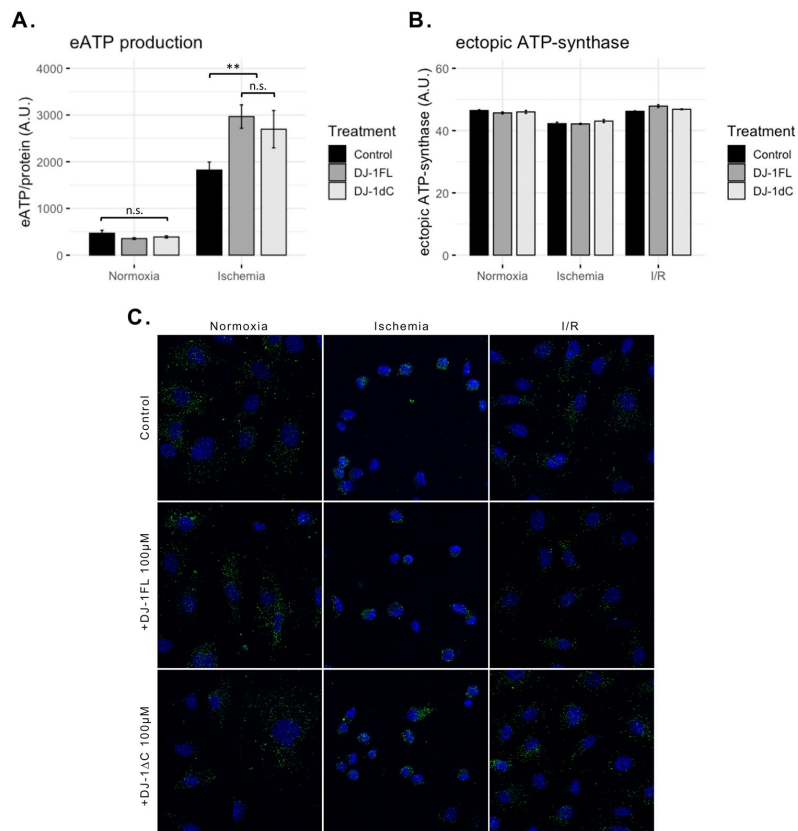 A.
eATP production
eATP/protein (A.U.)
4000
3000
2000
1000
0
**
n.s.
n.s.
Normoxia
Ischemia
Treatment
Control
DJ-1FL
DJ-1dC
B.
ectopic ATP-synthase
ectopic ATP-synthase (A.U.)
60
40
20
0
Normoxia
Ischemia
I/R
Treatment
Control
DJ-1FL
DJ-1dC
C.
Normoxia
Ischemia
I/R
Control
+DJ-1FL 100µM
+DJ-1ΔC 100µM